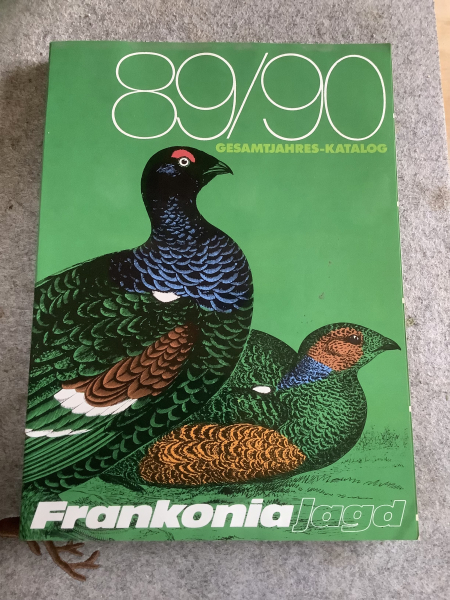 89/90
GESAMTJAHRES-KATALOG
Frankonia Jagd